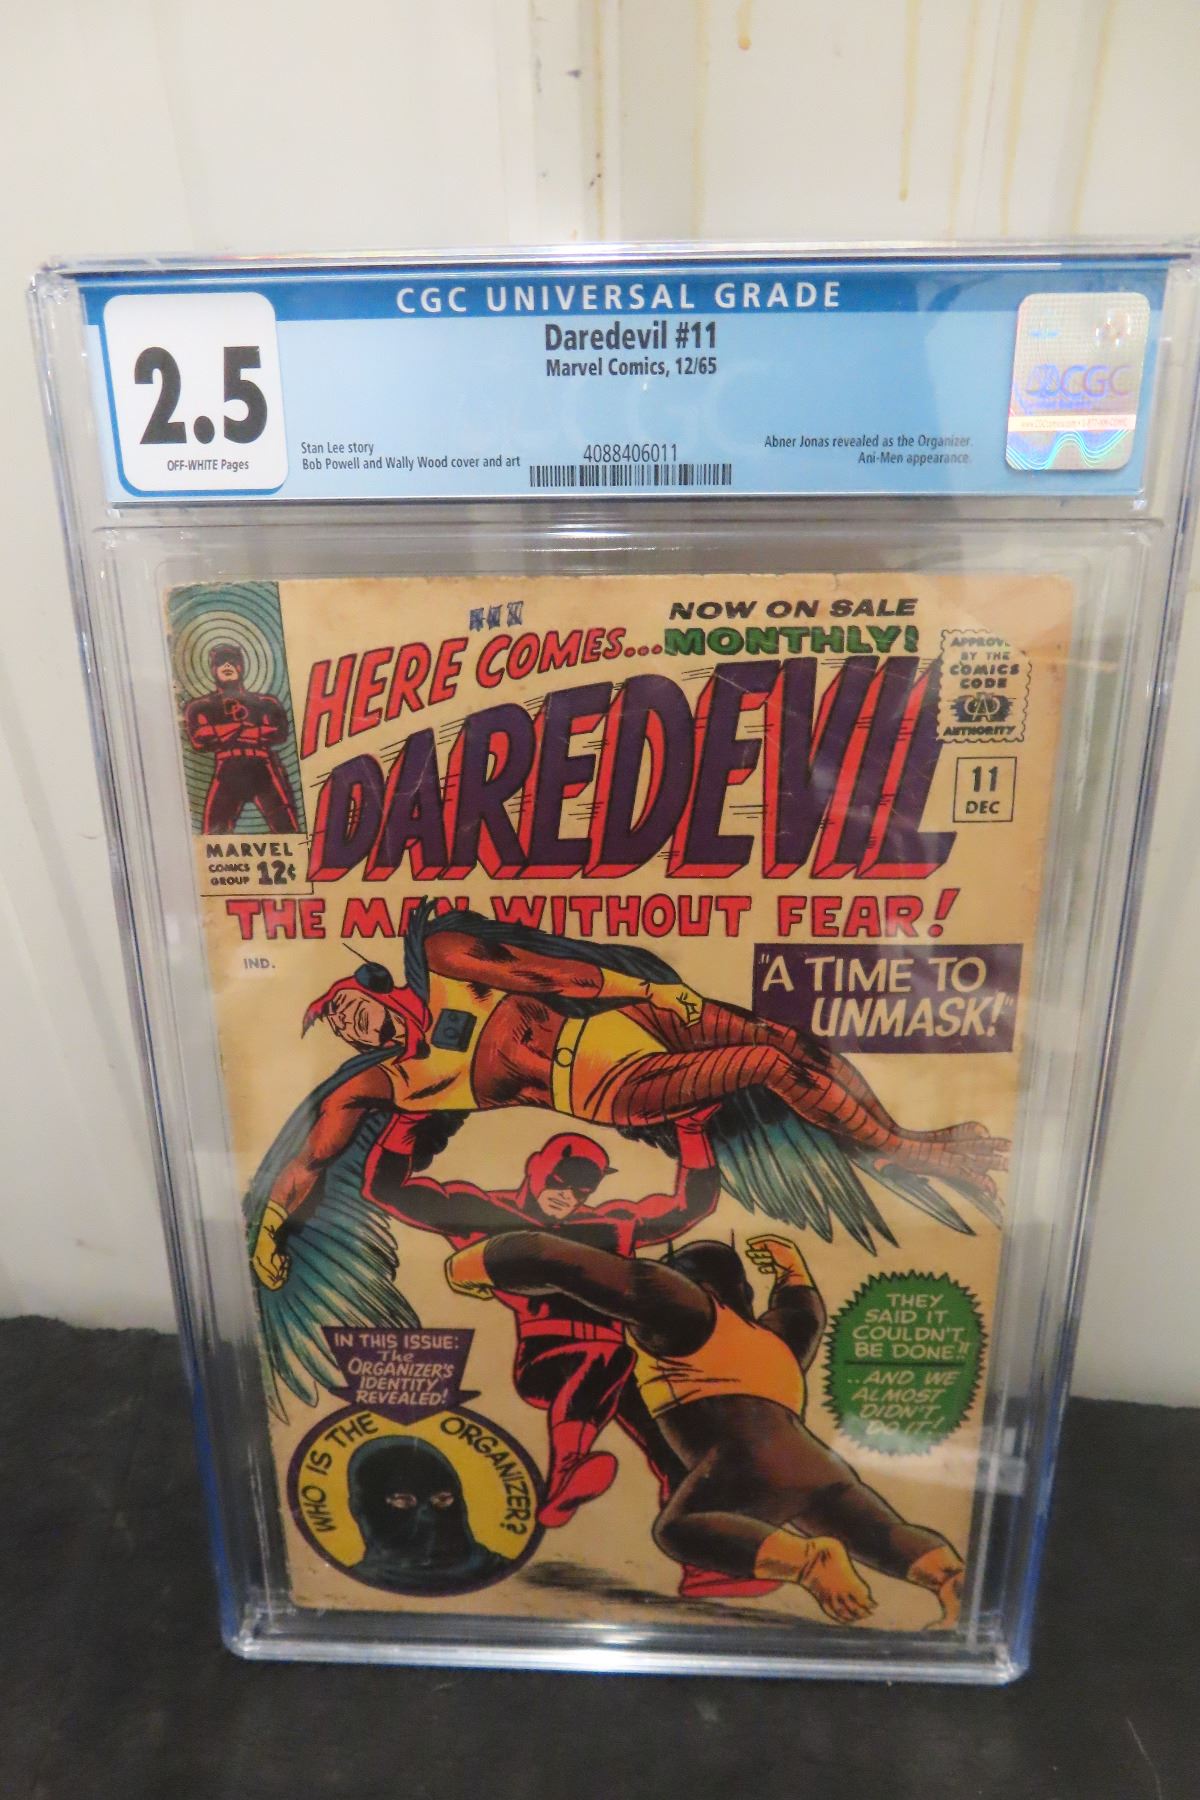 CGC UNIVERSAL GRADE
2.5
OFF-WHITE Pages
Daredevil #11
Marvel Comics, 12/65
Stan Lee story
Bob Powell and Wally Wood cover and art
4088406011
Abner Jonas revealed as the Organizer.
Ani-Men appearance.
CGC
NOW ON SALE
MONTHLY!
HERE COMES...
DAREDEVIL
THE MAN WITHOUT FEAR!
APPROV
BY THE
COMICS
CODE
CA
AUTHORITY
11
DEC
DD
MARVEL
COMICS
GROUP 12¢
IND.
"A TIME TO
UNMASK!"
IN THIS ISSUE:
The
ORGANIZER'S
IDENTITY
REVEALED!
WHO IS THE ORGANIZER?
THEY
SAID IT
COULDN'T
BE DONE!!
...AND WE
ALMOST
DIDN'T
DO IT!